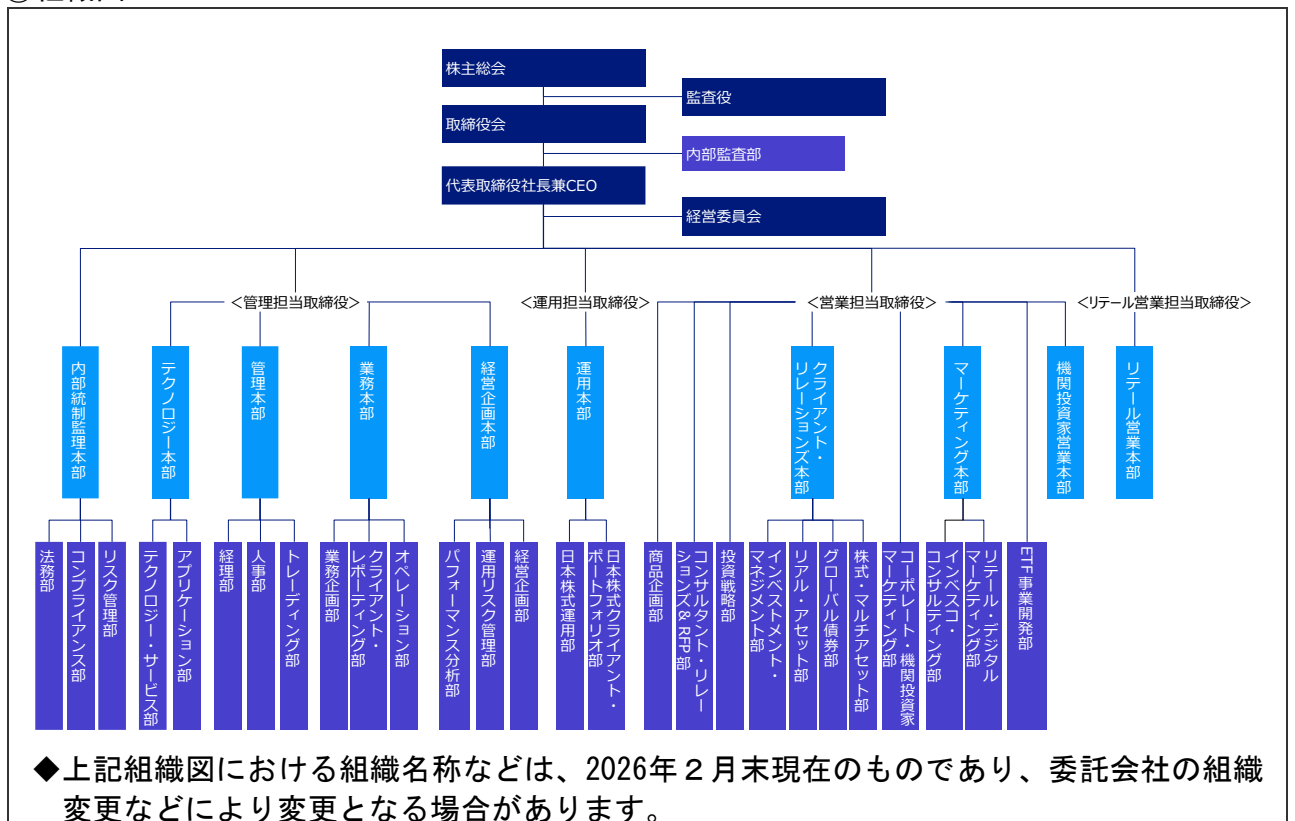 株主総会
監査役
取締役会
内部監査部
代表取締役社長兼CEO
経営委員会
<管理担当取締役>
<運用担当取締役>
<営業担当取締役>
<リテール営業担当取締役>
内部統制監理本部
テクノロジー本部
管理本部
業務本部
経営企画本部
運用本部
クライアント・
リレーションズ本部
マーケティング本部
機関投資家営業本部
リテール営業本部
法務部
コンプライアンス部
リスク管理部
テクノロジー・サービス部
アプリケーション部
経理部
人事部
トレーディング部
業務企画部
クライアント・
レポーティング部
オペレーション部
パフォーマンス分析部
運用リスク管理部
経営企画部
日本株式運用部
日本株式クライアント・
ポートフォリオ部
商品企画部
コンサルタント・リレー
ションズ&RFP部
投資戦略部
インベストメント・
マネジメント部
リアル・アセット部
グローバル債券部
株式・マルチアセット部
コーポレート・機関投資家
マーケティング部
インベスコ・
コンサルティング部
リテール・デジタル
マーケティング部
ETF事業開発部
◆上記組織図における組織名称などは、2026年2月末現在のものであり、委託会社の組織
変更などにより変更となる場合があります。